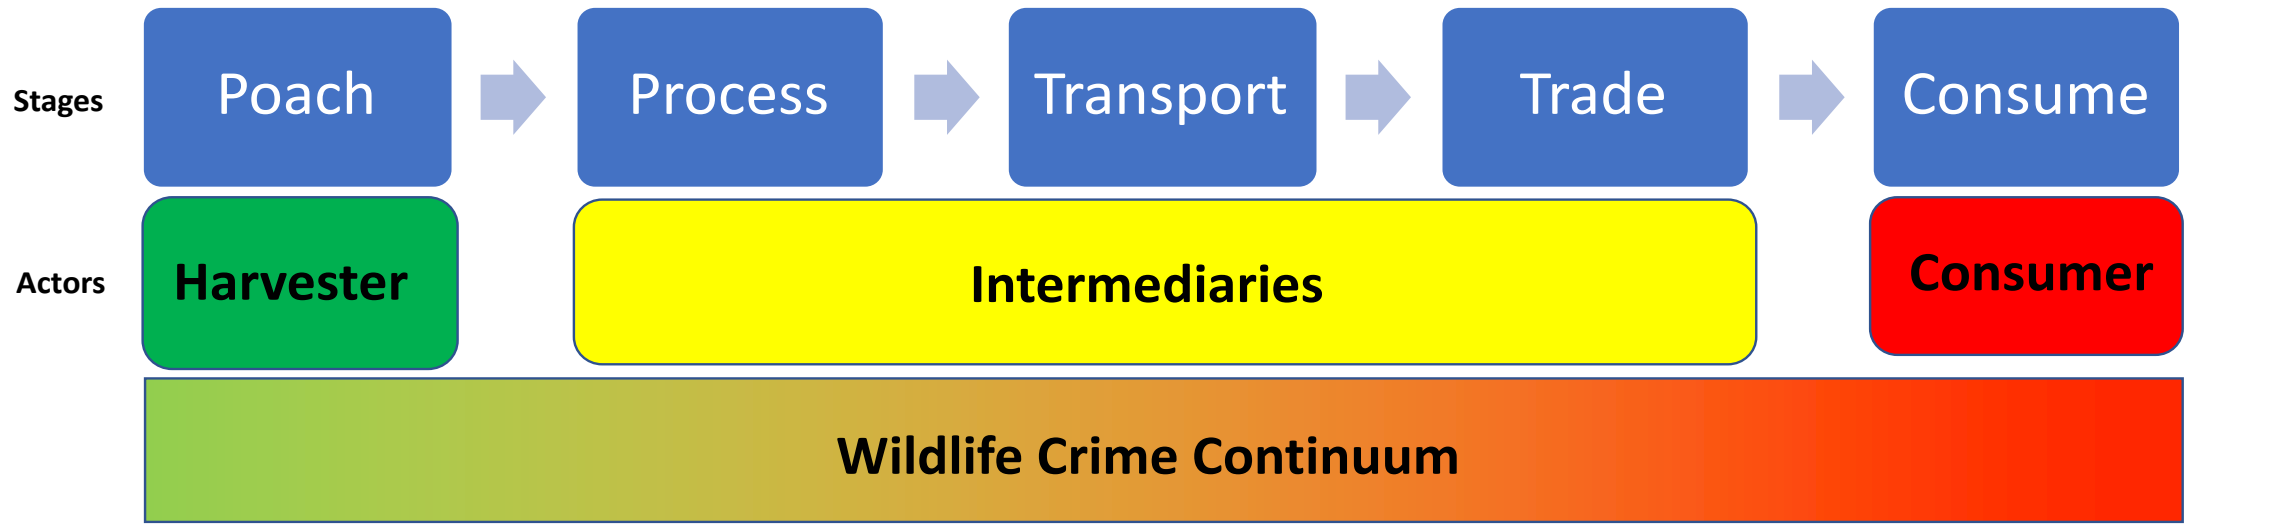 Stages
Poach
Process
Transport
Trade
Consume
Actors
Harvester
Intermediaries
Consumer
Wildlife Crime Continuum